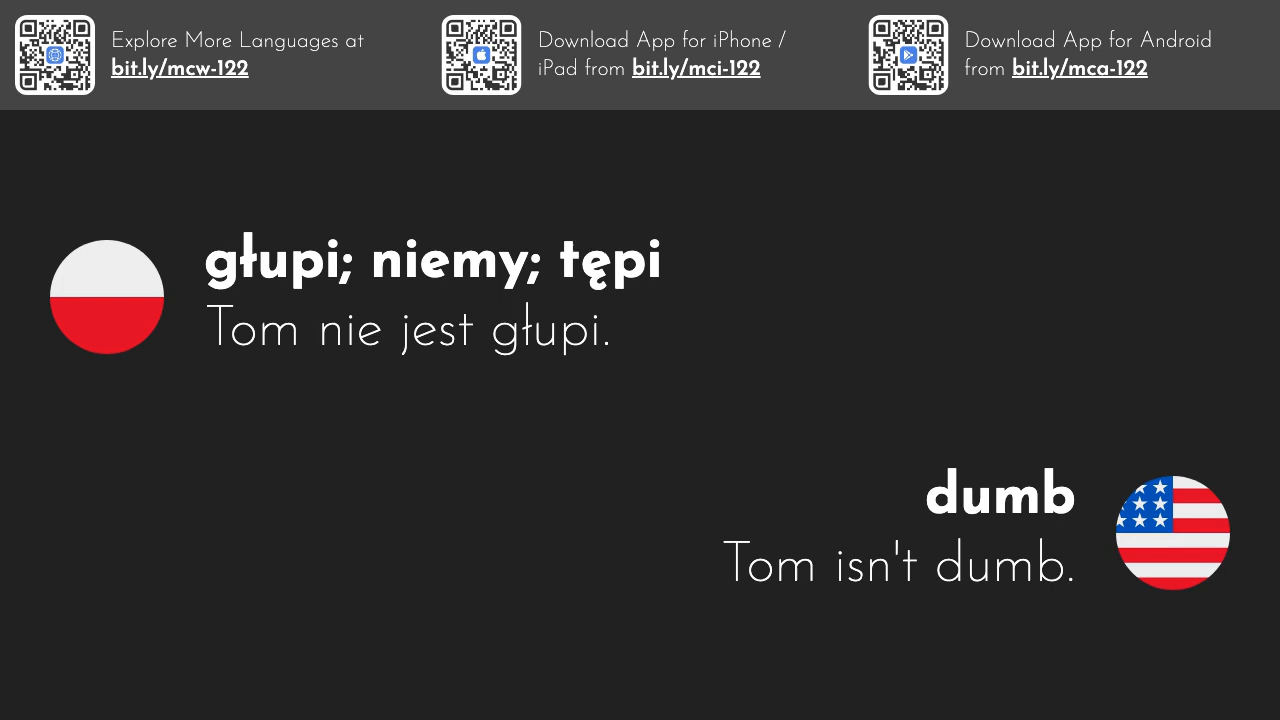 Explore More Languages at
bit.ly/mcw-122
Download App for iPhone /
iPad from bit.ly/mci-122
Download App for Android
from bit.ly/mca-122
głupi; niemy; tępi
Tom nie jest głupi.
dumb
Tom isn't dumb.